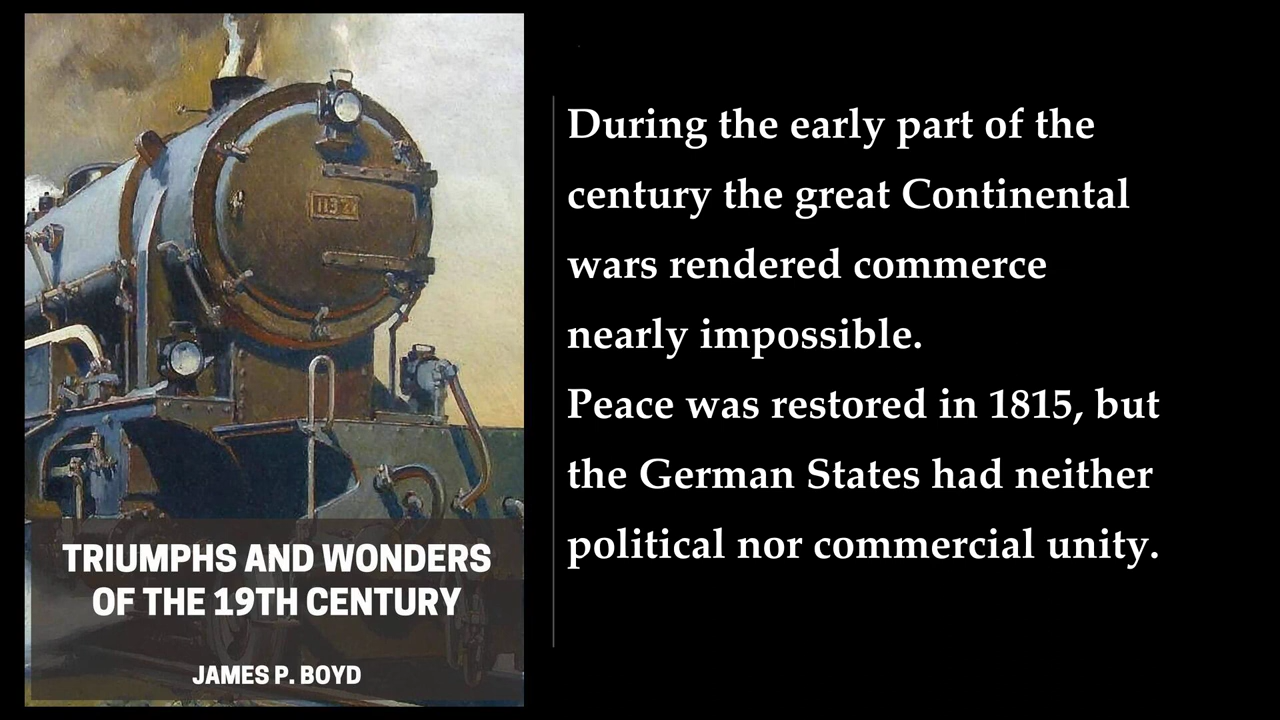 TRIUMPHS AND WONDERS
OF THE 19TH CENTURY
JAMES P. BOYD
During the early part of the
century the great Continental
wars rendered commerce
nearly impossible.
Peace was restored in 1815, but
the German States had neither
political nor commercial unity.